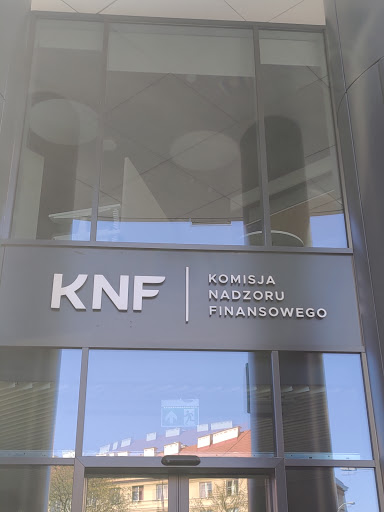 KNF
KOMISJA
NADZORU
FINANSOWEGO